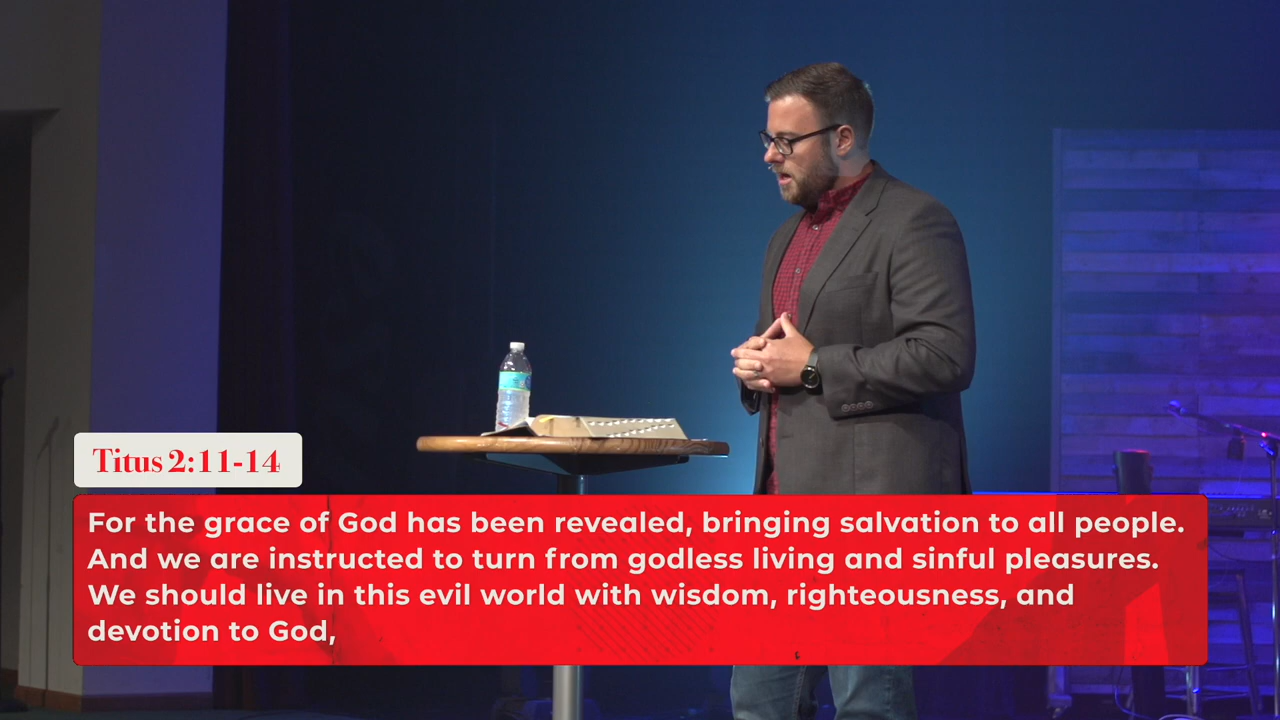 Titus 2:11-14
For the grace of God has been revealed, bringing salvation to all people.
And we are instructed to turn from godless living and sinful pleasures.
We should live in this evil world with wisdom, righteousness, and
devotion to God,